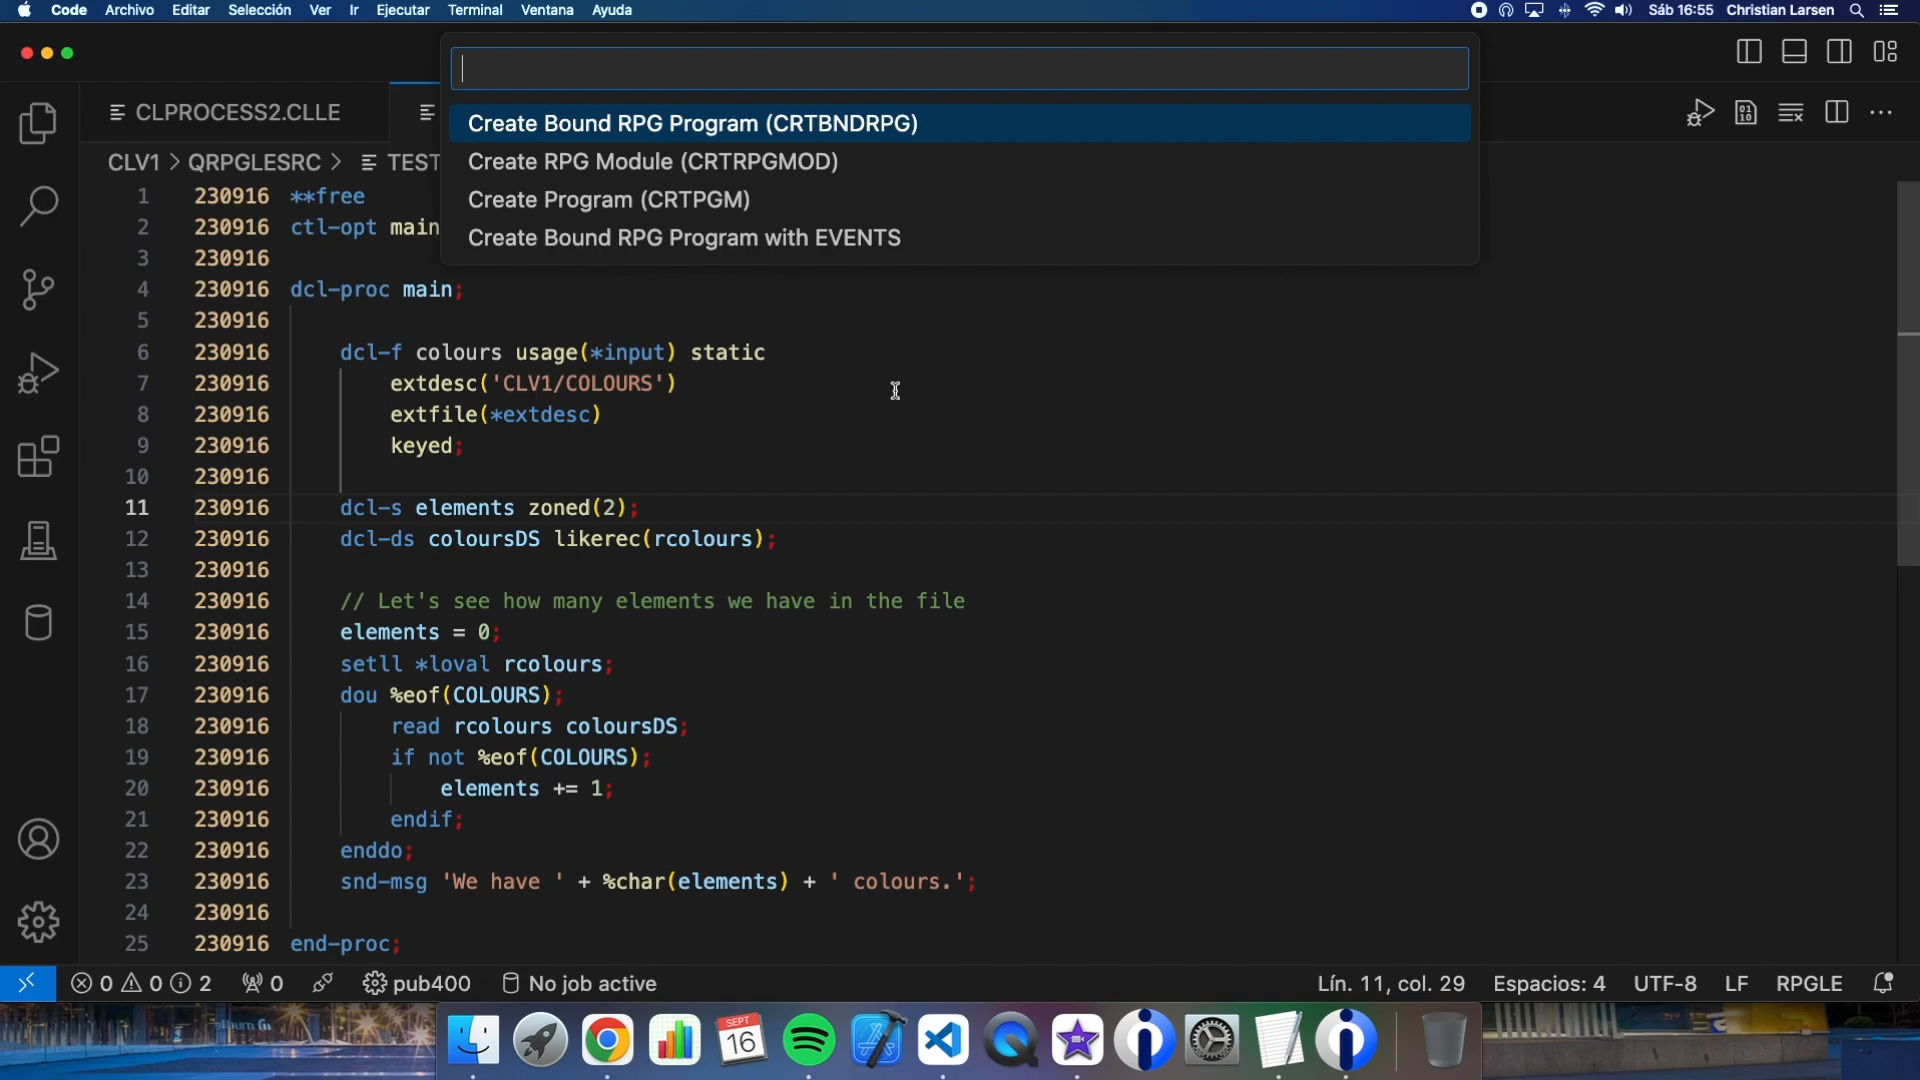 Code Archivo Editar Selección Ver Ir Ejecutar Terminal Ventana Ayuda Sáb 16:55 Christian Larsen
CLPROCESS2.CLLE
Create Bound RPG Program (CRTBNDRPG)
Create RPG Module (CRTRPGMOD)
Create Program (CRTPGM)
Create Bound RPG Program with EVENTS
CLV1 > QRPGLESRC > TEST
1 230916 **free
2 230916 ctl-opt main
3 230916
4 230916 dcl-proc main;
5 230916
6 230916 dcl-f colours usage(*input) static
7 230916 extdesc('CLV1/COLOURS')
8 230916 extfile(*extdesc)
9 230916 keyed;
10 230916
11 230916 dcl-s elements zoned(2);
12 230916 dcl-ds coloursDS likerec(rcolours);
13 230916
14 230916 // Let's see how many elements we have in the file
15 230916 elements = 0;
16 230916 setll *loval rcolours;
17 230916 dou %eof(COLOURS);
18 230916 read rcolours coloursDS;
19 230916 if not %eof(COLOURS);
20 230916 elements += 1;
21 230916 endif;
22 230916 enddo;
23 230916 snd-msg 'We have ' + %char(elements) + ' colours.';
24 230916
25 230916 end-proc;
0 0 2 0 pub400 No job active Lín. 11, col. 29 Espacios: 4 UTF-8 LF RPGLE
SEPT
16